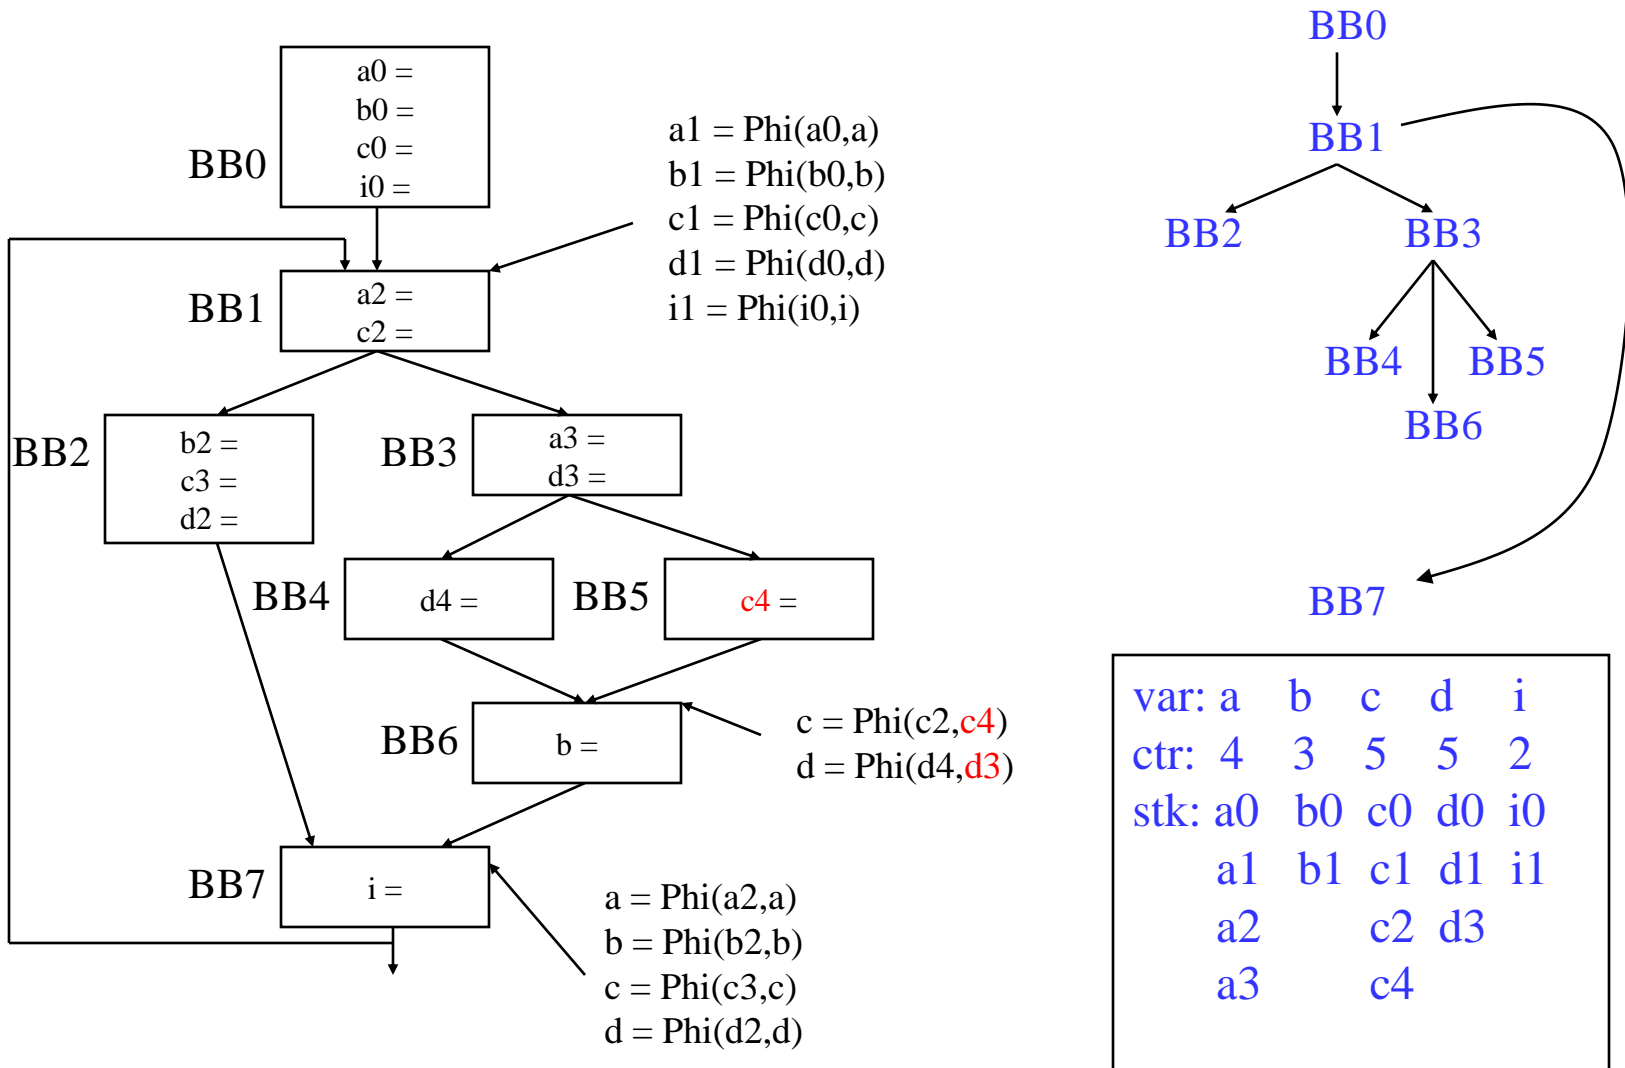 a0 =
b0 =
c0 =
i0 =
BB0
a1 = Phi(a0,a)
b1 = Phi(b0,b)
c1 = Phi(c0,c)
d1 = Phi(d0,d)
i1 = Phi(i0,i)
BB1
a2 =
c2 =
BB2
b2 =
c3 =
d2 =
BB3
a3 =
d3 =
BB4
d4 =
BB5
c4 =
BB6
b =
c = Phi(c2,c4)
d = Phi(d4,d3)
BB7
i =
a = Phi(a2,a)
b = Phi(b2,b)
c = Phi(c3,c)
d = Phi(d2,d)
BB0
BB1
BB2 BB3
BB4 BB5
BB6
BB7
var: a b c d i
ctr: 4 3 5 5 2
stk: a0 b0 c0 d0 i0
a1 b1 c1 d1 i1
a2 c2 d3
a3 c4